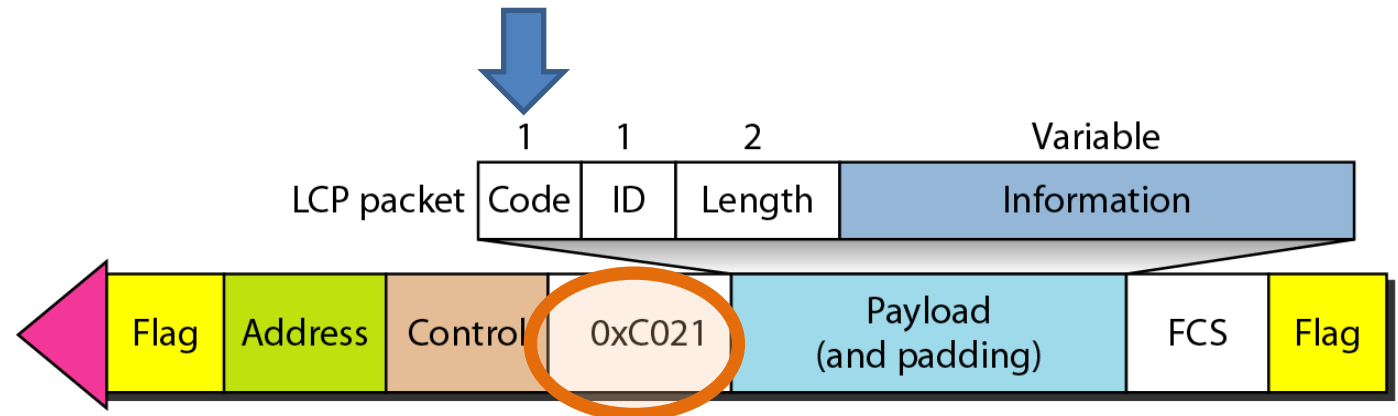 1 1 2 Variable
LCP packet Code ID Length Information
Flag Address Control 0xC021 Payload (and padding) FCS Flag